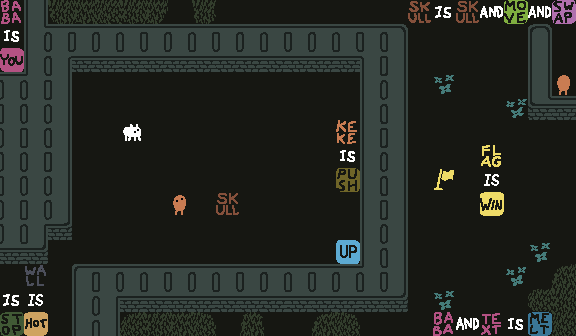 BABA
IS
YOU
SKULL IS SKULL AND MOVE AND SWAP
KEKE
IS
PUSH
FLAG
IS
WIN
SKULL
UP
WALL
IS IS
STOP HOT
BABA AND TEXT IS MELT